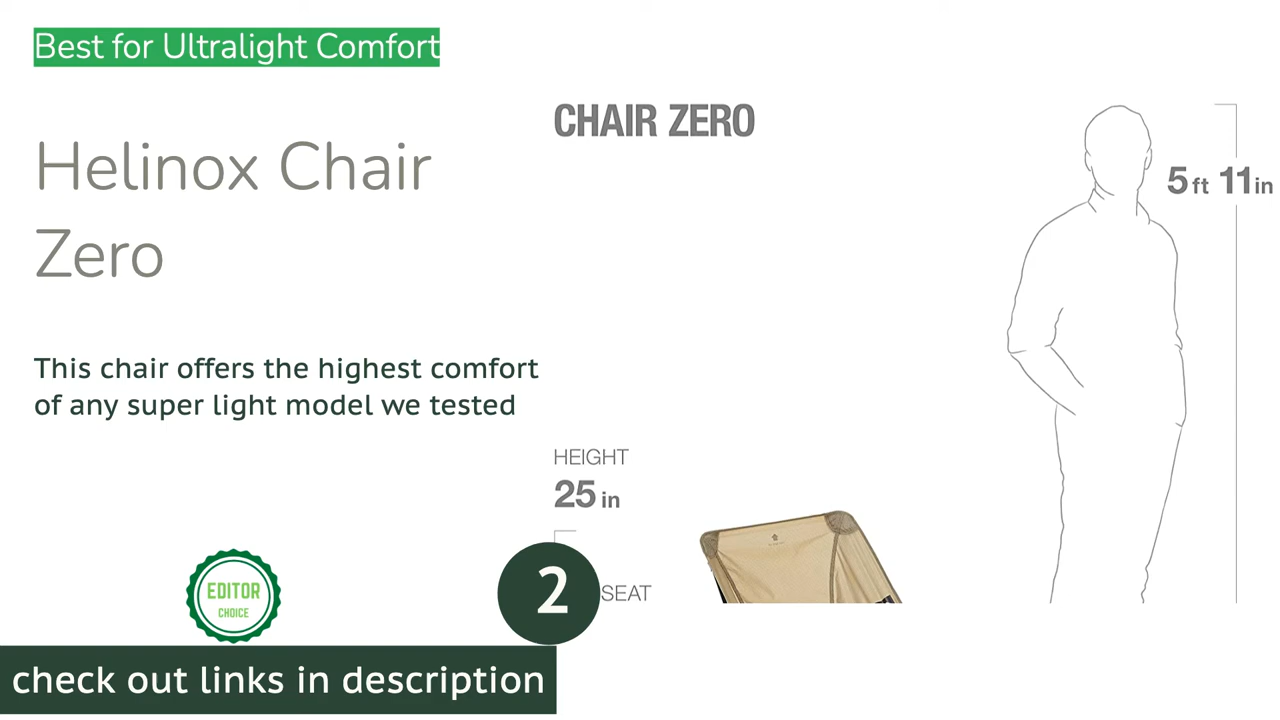 Best for Ultralight Comfort
CHAIR ZERO
Helinox Chair
Zero
5 ft 11 in
This chair offers the highest comfort
of any super light model we tested
HEIGHT
25 in
SEAT
EDITOR
CHOICE
2
check out links in description